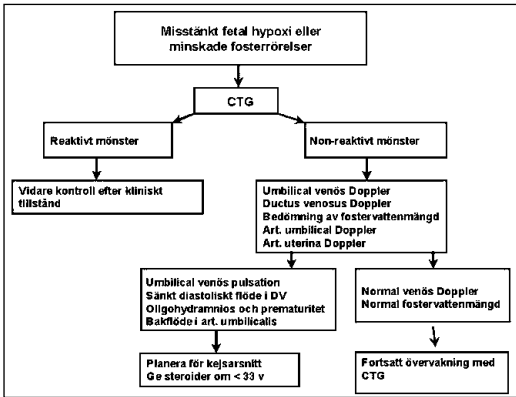 Misstänkt fetal hypoxi eller
minskade fosterrörelser
CTG
Reaktivt mönster
Non-reaktivt mönster
Vidare kontroll efter kliniskt
tillstånd
Umbilical venös Doppler
Ductus venosus Doppler
Bedömning av fostervattenmängd
Art. umbilical Doppler
Art. uterina Doppler
Umbilical venös pulsation
Sänkt diastoliskt flöde i DV
Oligohydramnios och prematuritet
Bakflöde i art. umbilicalis
Normal venös Doppler
Normal fostervattenmängd
Planera för kejsarsnitt
Ge steroider om < 33 v
Fortsatt övervakning med
CTG